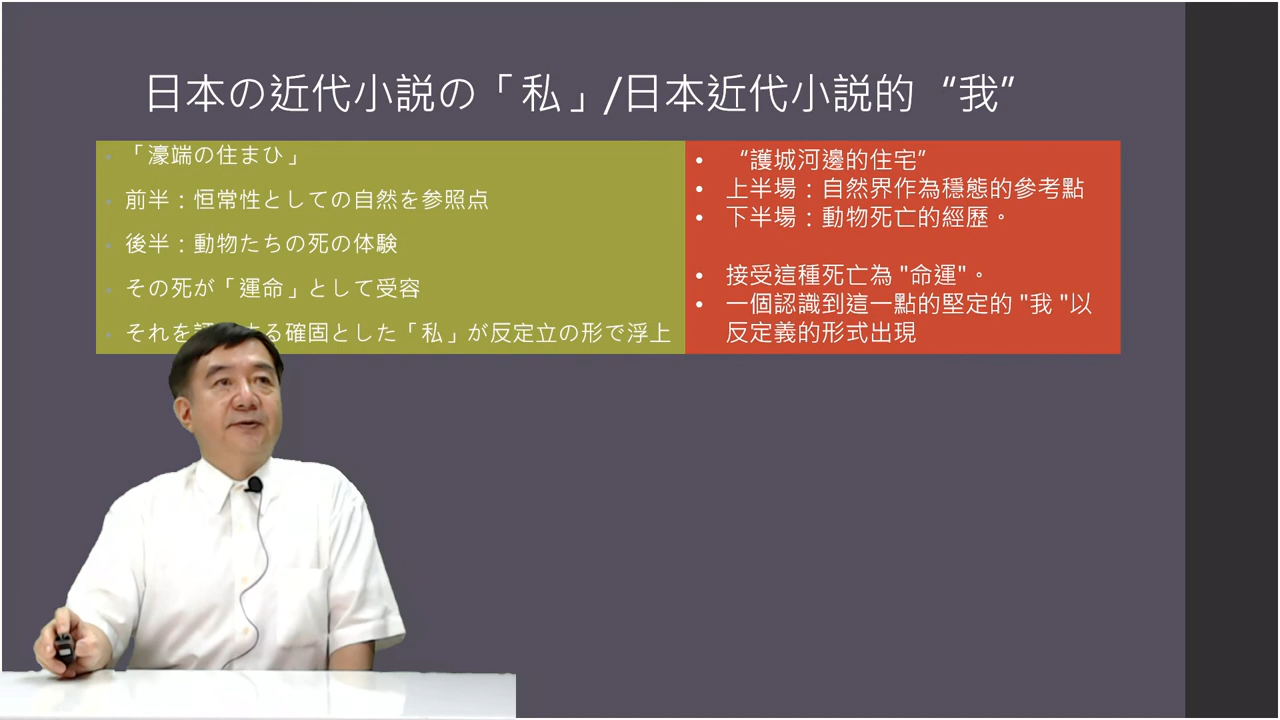 日本の近代小説の「私」/日本近代小説的“我”
「濠端の住まひ」
前半：恒常性としての自然を参照点
後半：動物たちの死の体験
その死が「運命」として受容
それを る確固とした「私」が反定立の形で浮上
“護城河邊的住宅”
上半場：自然界作為穩態的參考點
下半場：動物死亡的經歷。
接受這種死亡為 "命運"。
一個認識到這一點的堅定的 "我 "以
反定義的形式出現